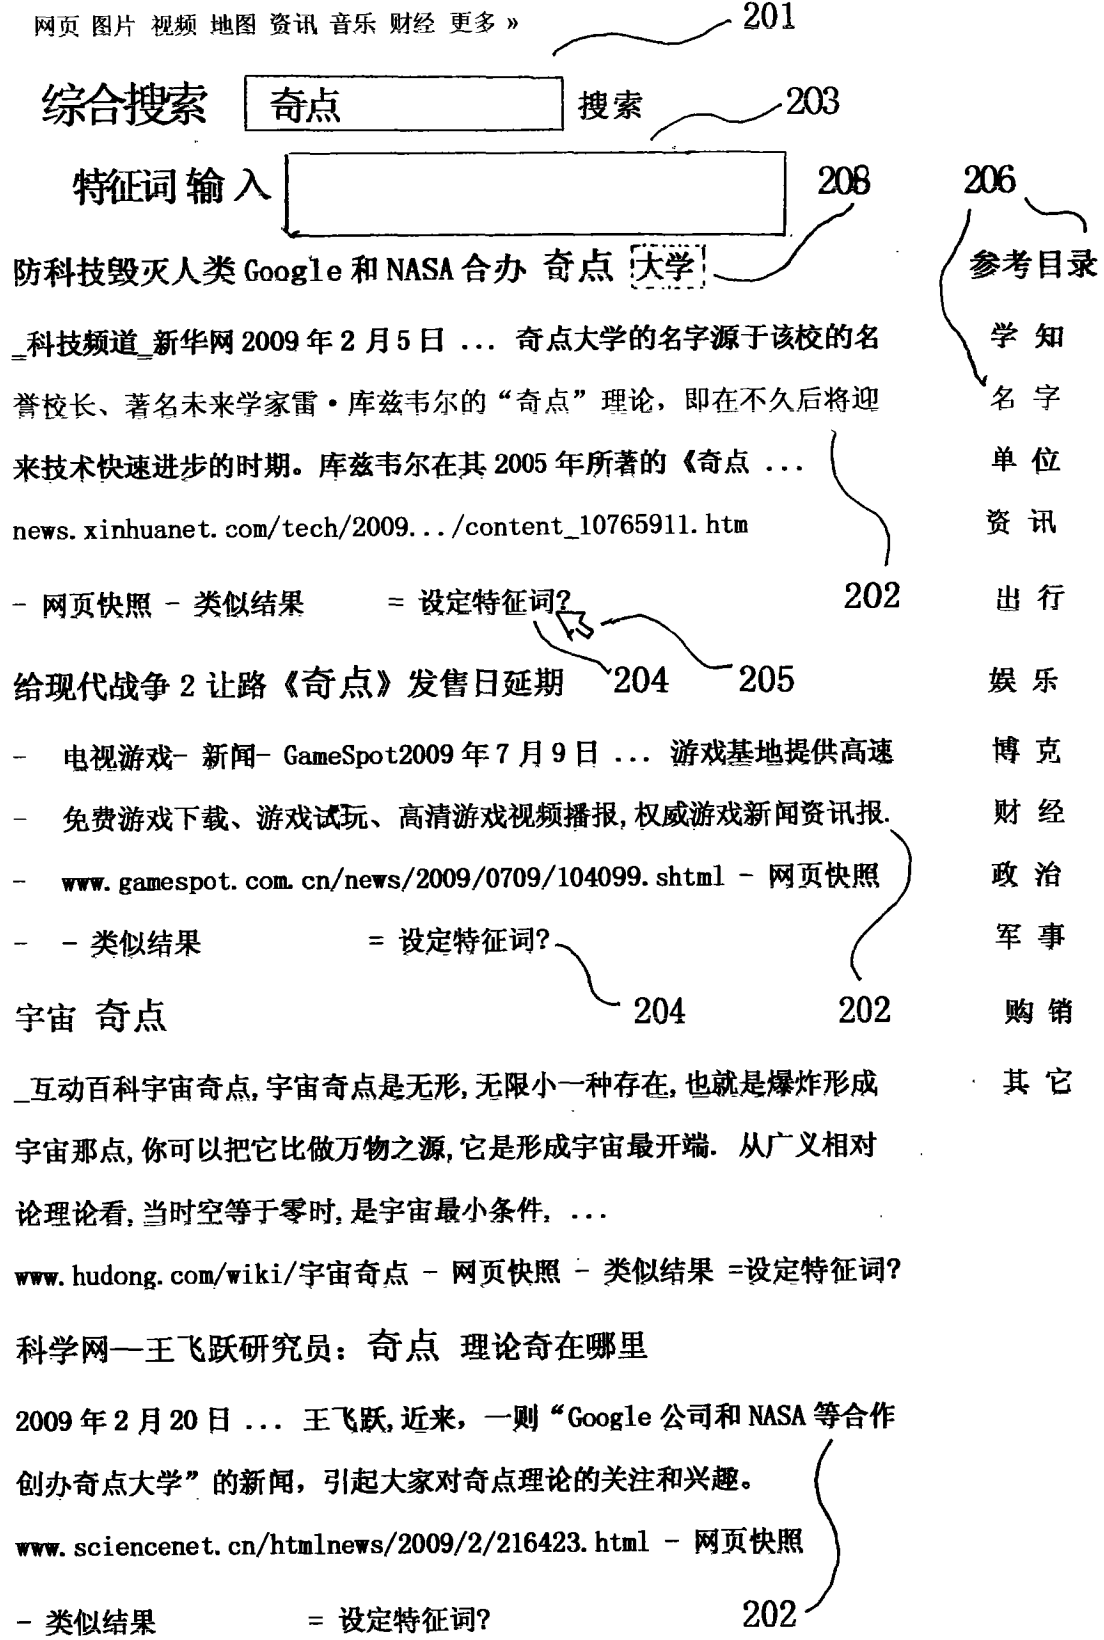 网页 图片 视频 地图 资讯 音乐 财经 更多 » 201
综合搜索 奇点 搜索 203
特征词输入 208 206
防科技毁灭人类 Google 和 NASA 合办 奇点 大学 参考目录
_科技频道_新华网 2009 年 2 月 5 日 ... 奇点大学的名字源于该校的名 学 知
誉校长、著名未来学家雷·库兹韦尔的“奇点”理论，即在不久后将迎 名 字
来技术快速进步的时期。库兹韦尔在其 2005 年所著的《奇点 ... 单 位
news.xinhuanet.com/tech/2009.../content_10765911.htm 资 讯
- 网页快照 - 类似结果 = 设定特征词? 202 出 行
给现代战争 2 让路《奇点》发售日延期 204 205 娱 乐
- 电视游戏- 新闻- GameSpot2009 年 7 月 9 日 ... 游戏基地提供高速 博 克
- 免费游戏下载、游戏试玩、高清游戏视频播报,权威游戏新闻资讯报. 财 经
- www.gamespot.com.cn/news/2009/0709/104099.shtml - 网页快照 政 治
- - 类似结果 = 设定特征词? 军 事
宇宙 奇点 204 202 购 销
_互动百科宇宙奇点,宇宙奇点是无形,无限小一种存在,也就是爆炸形成 其 它
宇宙那点,你可以把它比做万物之源,它是形成宇宙最开端. 从广义相对
论理论看,当时空等于零时,是宇宙最小条件, ...
www.hudong.com/wiki/宇宙奇点 - 网页快照 - 类似结果 =设定特征词?
科学网—王飞跃研究员：奇点 理论奇在哪里
2009 年 2 月 20 日 ... 王飞跃,近来，一则“Google 公司和 NASA 等合作
创办奇点大学”的新闻，引起大家对奇点理论的关注和兴趣。
www.sciencenet.cn/htmlnews/2009/2/216423.html - 网页快照
- 类似结果 = 设定特征词? 202